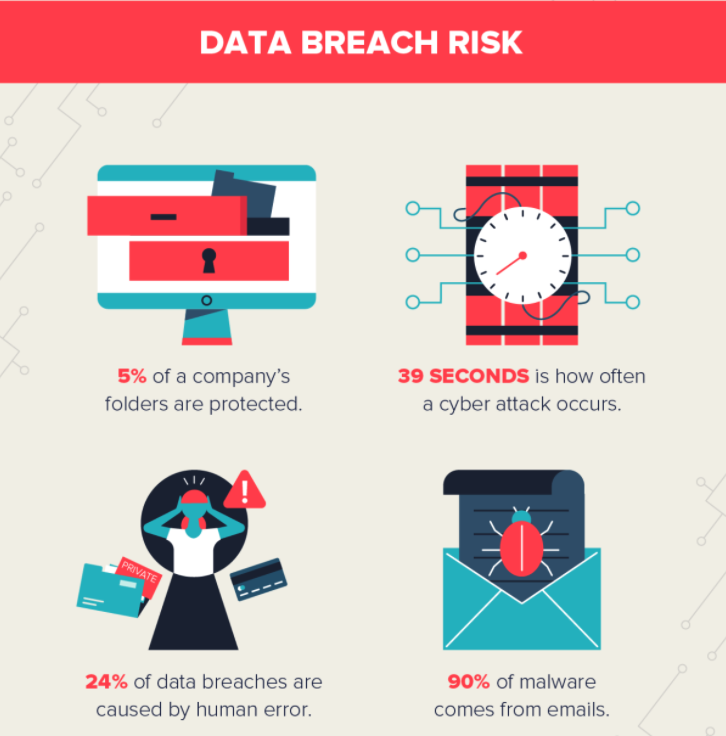 DATA BREACH RISK
5% of a company's
folders are protected.
39 SECONDS is how often
a cyber attack occurs.
PRIVATE
24% of data breaches are
caused by human error.
90% of malware
comes from emails.